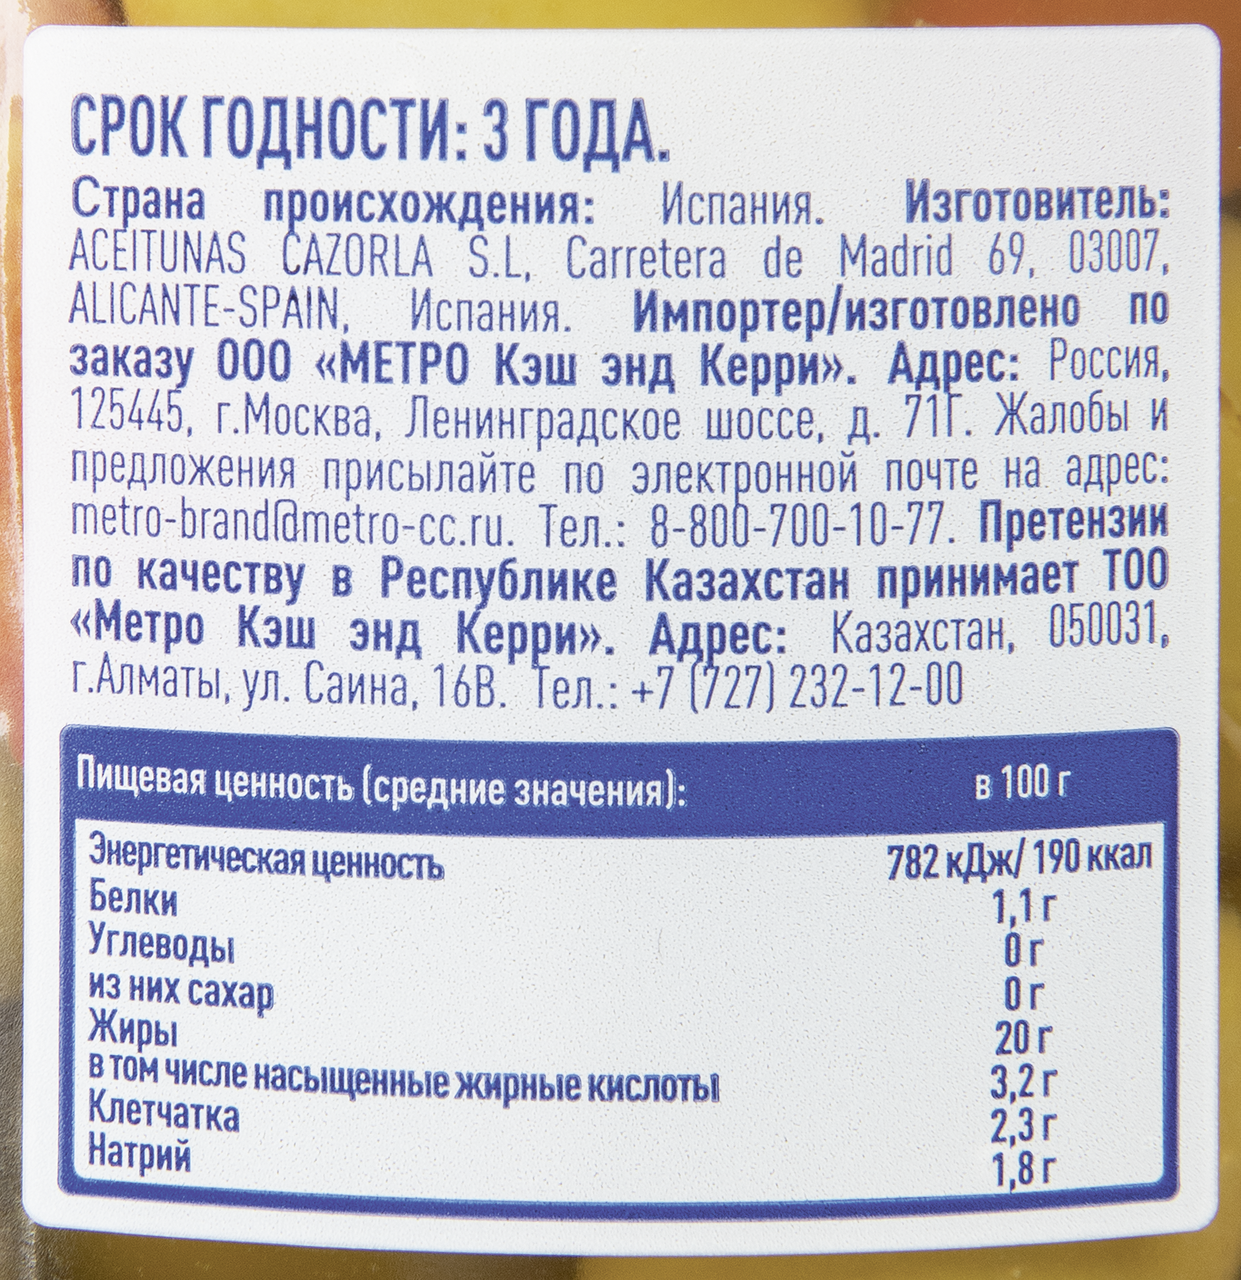 СРОК ГОДНОСТИ: 3 ГОДА.
Страна происхождения: Испания. Изготовитель:
ACEITUNAS CAZORLA S.L, Carretera de Madrid 69, 03007,
ALICANTE-SPAIN, Испания. Импортер/изготовлено по
заказу ООО «МЕТРО Кэш энд Керри». Адрес: Россия,
125445, г.Москва, Ленинградское шоссе, д. 71Г. Жалобы и
предложения присылайте по электронной почте на адрес:
metro-brand@metro-cc.ru. Тел.: 8-800-700-10-77. Претензии
по качеству в Республике Казахстан принимает ТОО
«Метро Кэш энд Керри». Адрес: Казахстан, 050031,
г.Алматы, ул. Саина, 16В. Тел.: +7 (727) 232-12-00
Пищевая ценность (средние значения): в 100 г
Энергетическая ценность 782 кДж/ 190 ккал
Белки 1,1 г
Углеводы 0 г
из них сахар 0 г
Жиры 20 г
в том числе насыщенные жирные кислоты 3,2 г
Клетчатка 2,3 г
Натрий 1,8 г